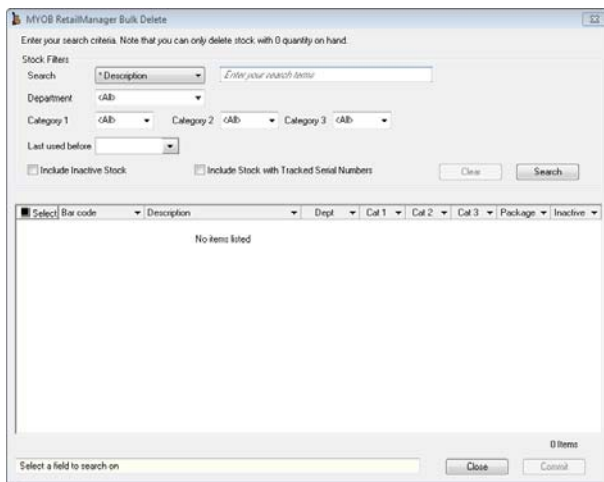 MYOB RetailManager Bulk Delete
Enter your search criteria. Note that you can only delete stock with 0 quantity on hand.
Stock Filters
Search * Description Enter your search terms
Department <All>
Category 1 <All> Category 2 <All> Category 3 <All>
Last used before
Include Inactive Stock Include Stock with Tracked Serial Numbers Clear Search
Select Bar code Description Dept Cat 1 Cat 2 Cat 3 Package Inactive
No items listed
0 Items
Select a field to search on Close Commit